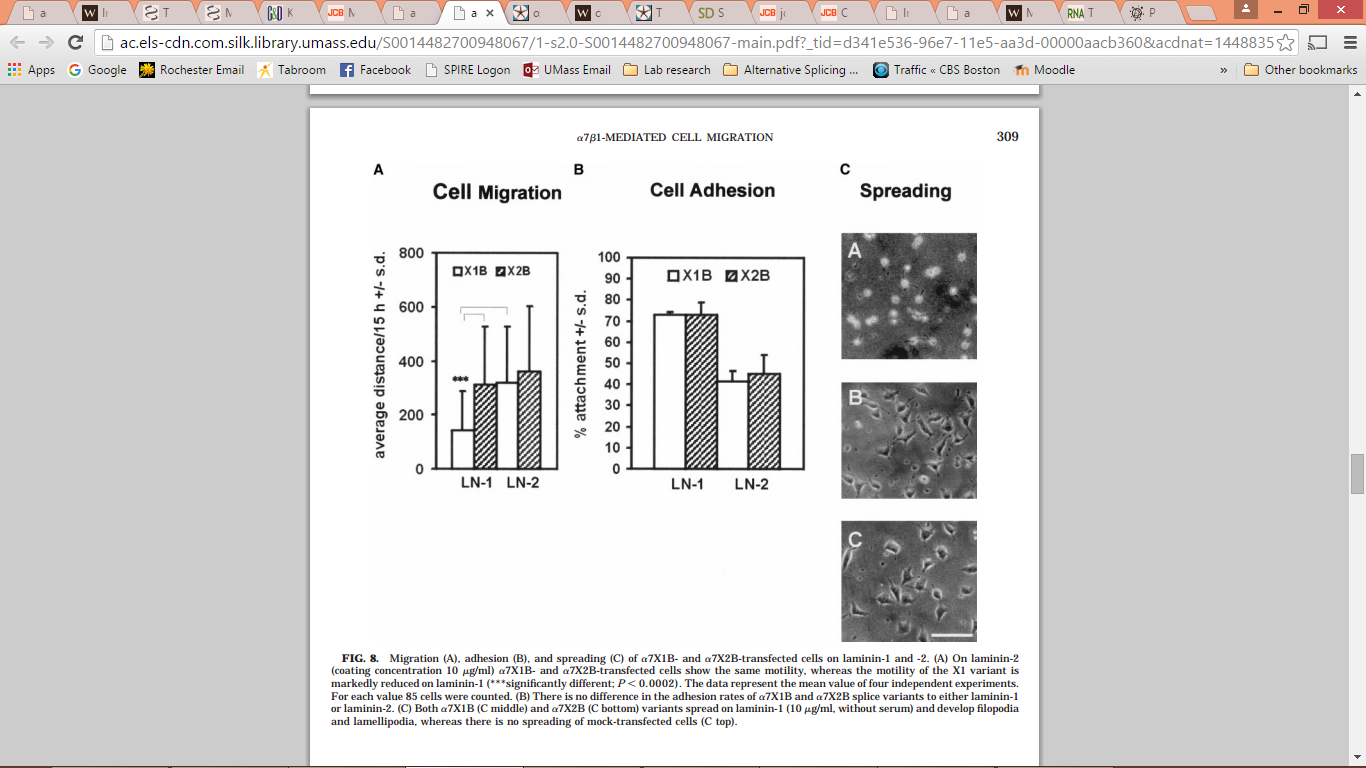 a
W
T
K
JCB
a
a
×
α
W c
T
SD S
JCB
JCB C
a
W
RNA T
P
ac.els-cdn.com.silk.library.umass.edu/S0014482700948067/1-s2.0-S0014482700948067-main.pdf?_tid=d341e536-96e7-11e5-aa3d-00000aacb360&acdnat=1448835
Apps Google Rochester Email Tabroom Facebook SPIRE Logon UMass Email Lab research Alternative Splicing ... Traffic « CBS Boston Moodle » Other bookmarks
α7β1-MEDIATED CELL MIGRATION 309
A
Cell Migration
average distance/15 h +/- s.d.
800
600
400
200
0
X1B X2B
***
LN-1 LN-2
B
Cell Adhesion
% attachment +/- s.d.
100
90
80
70
60
50
40
30
20
10
0
X1B X2B
LN-1 LN-2
C
Spreading
A
B
C
FIG. 8. Migration (A), adhesion (B), and spreading (C) of α7X1B- and α7X2B-transfected cells on laminin-1 and -2. (A) On laminin-2
(coating concentration 10 μg/ml) α7X1B- and α7X2B-transfected cells show the same motility, whereas the motility of the X1 variant is
markedly reduced on laminin-1 (***significantly different; P < 0.0002). The data represent the mean value of four independent experiments.
For each value 85 cells were counted. (B) There is no difference in the adhesion rates of α7X1B and α7X2B splice variants to either laminin-1
or laminin-2. (C) Both α7X1B (C middle) and α7X2B (C bottom) variants spread on laminin-1 (10 μg/ml, without serum) and develop filopodia
and lamellipodia, whereas there is no spreading of mock-transfected cells (C top).